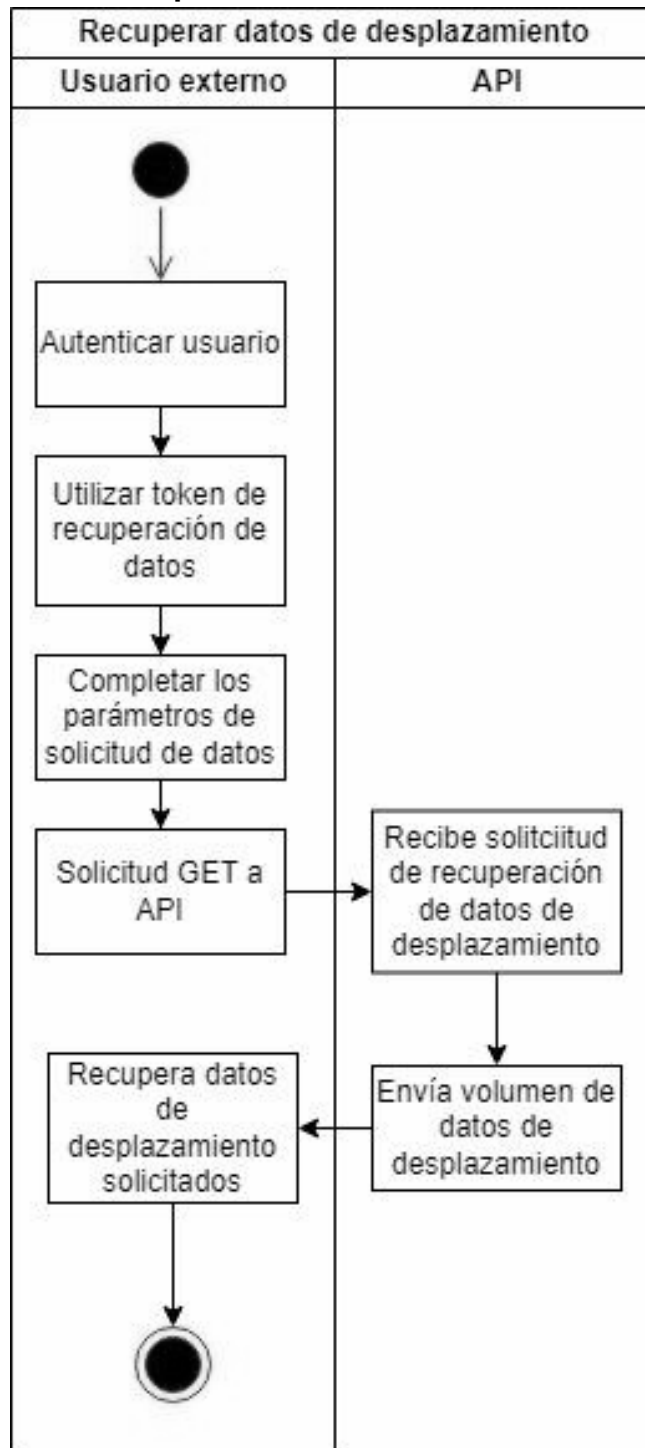 Recuperar datos de desplazamiento
Usuario externo
API
Autenticar usuario
Utilizar token de
recuperación de
datos
Completar los
parámetros de
solicitud de datos
Solicitud GET a
API
Recibe solitciitud
de recuperación
de datos de
desplazamiento
Envía volumen de
datos de
desplazamiento
Recupera datos
de
desplazamiento
solicitados